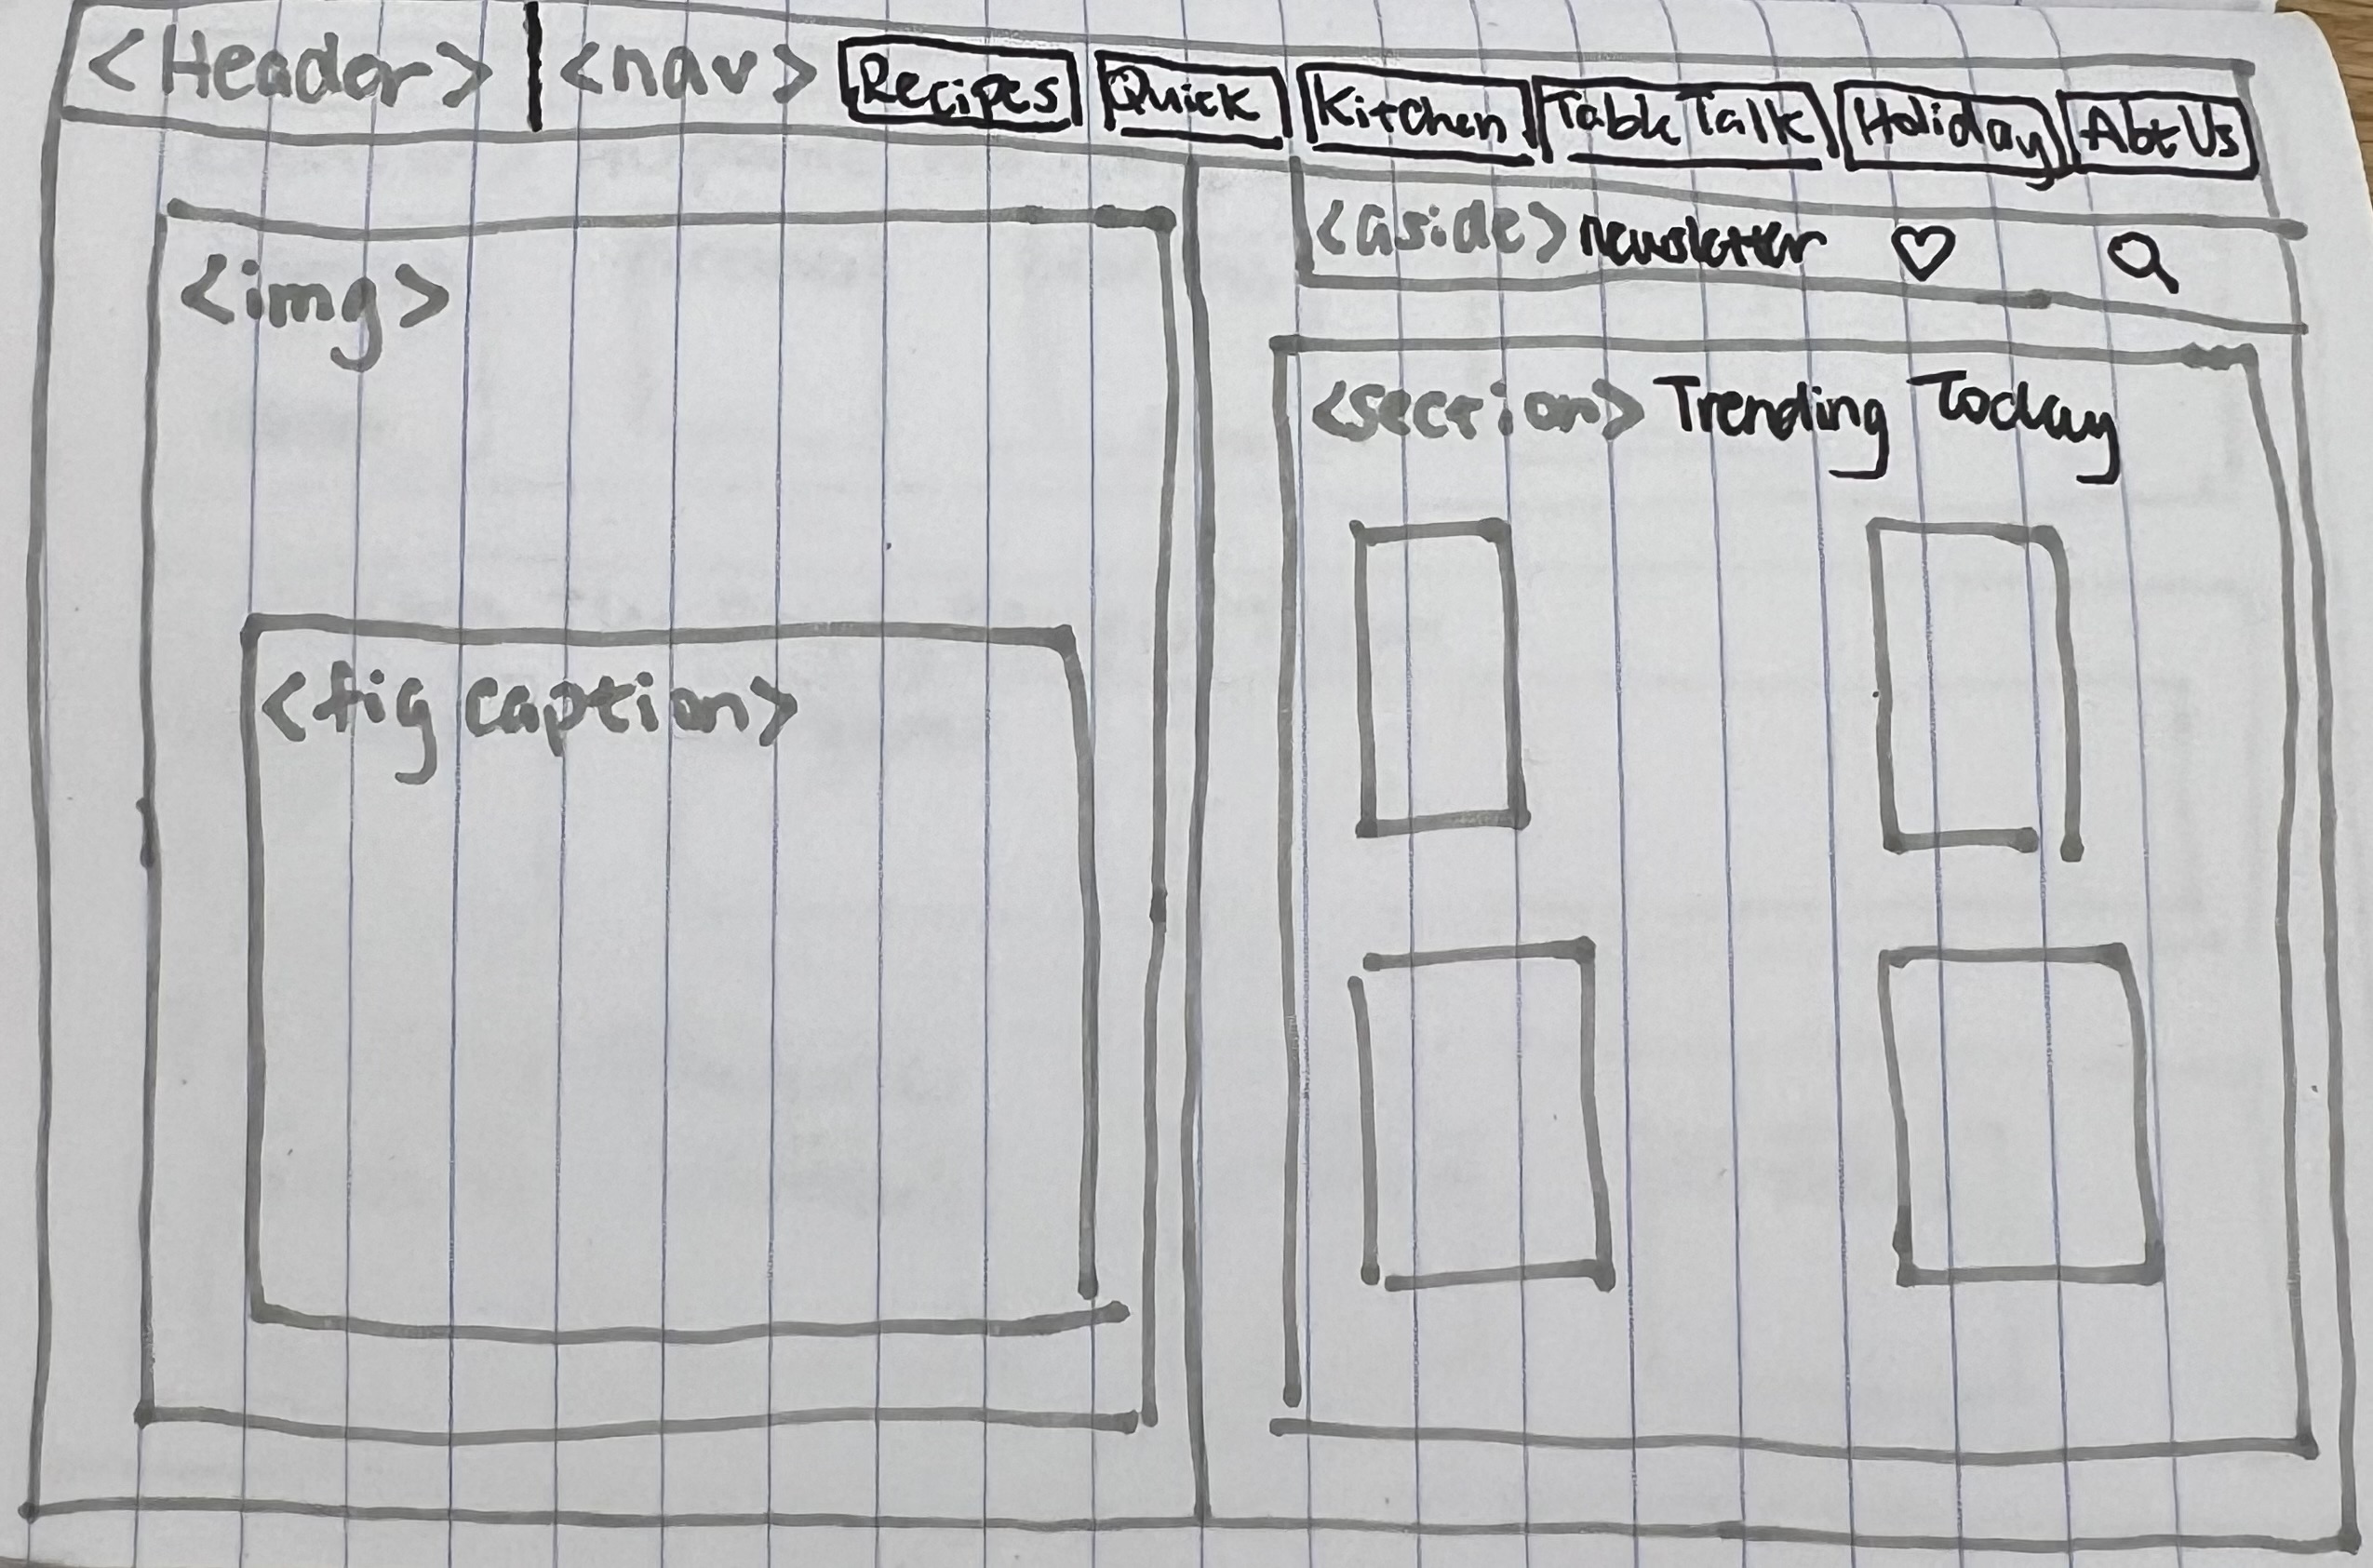 <Header> | <nav> Recipes Quick Kitchen Table Talk Holiday Abt Us
<img>
<fig caption>
<aside> newsletter
<section> Trending Today